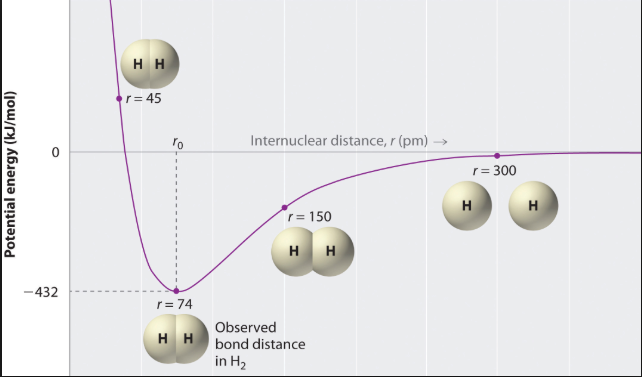 Potential energy (kJ/mol)
H H
r = 45
r₀
Internuclear distance, r (pm) →
0
r = 300
H H
r = 150
H H
−432
r = 74
H H
Observed
bond distance
in H₂